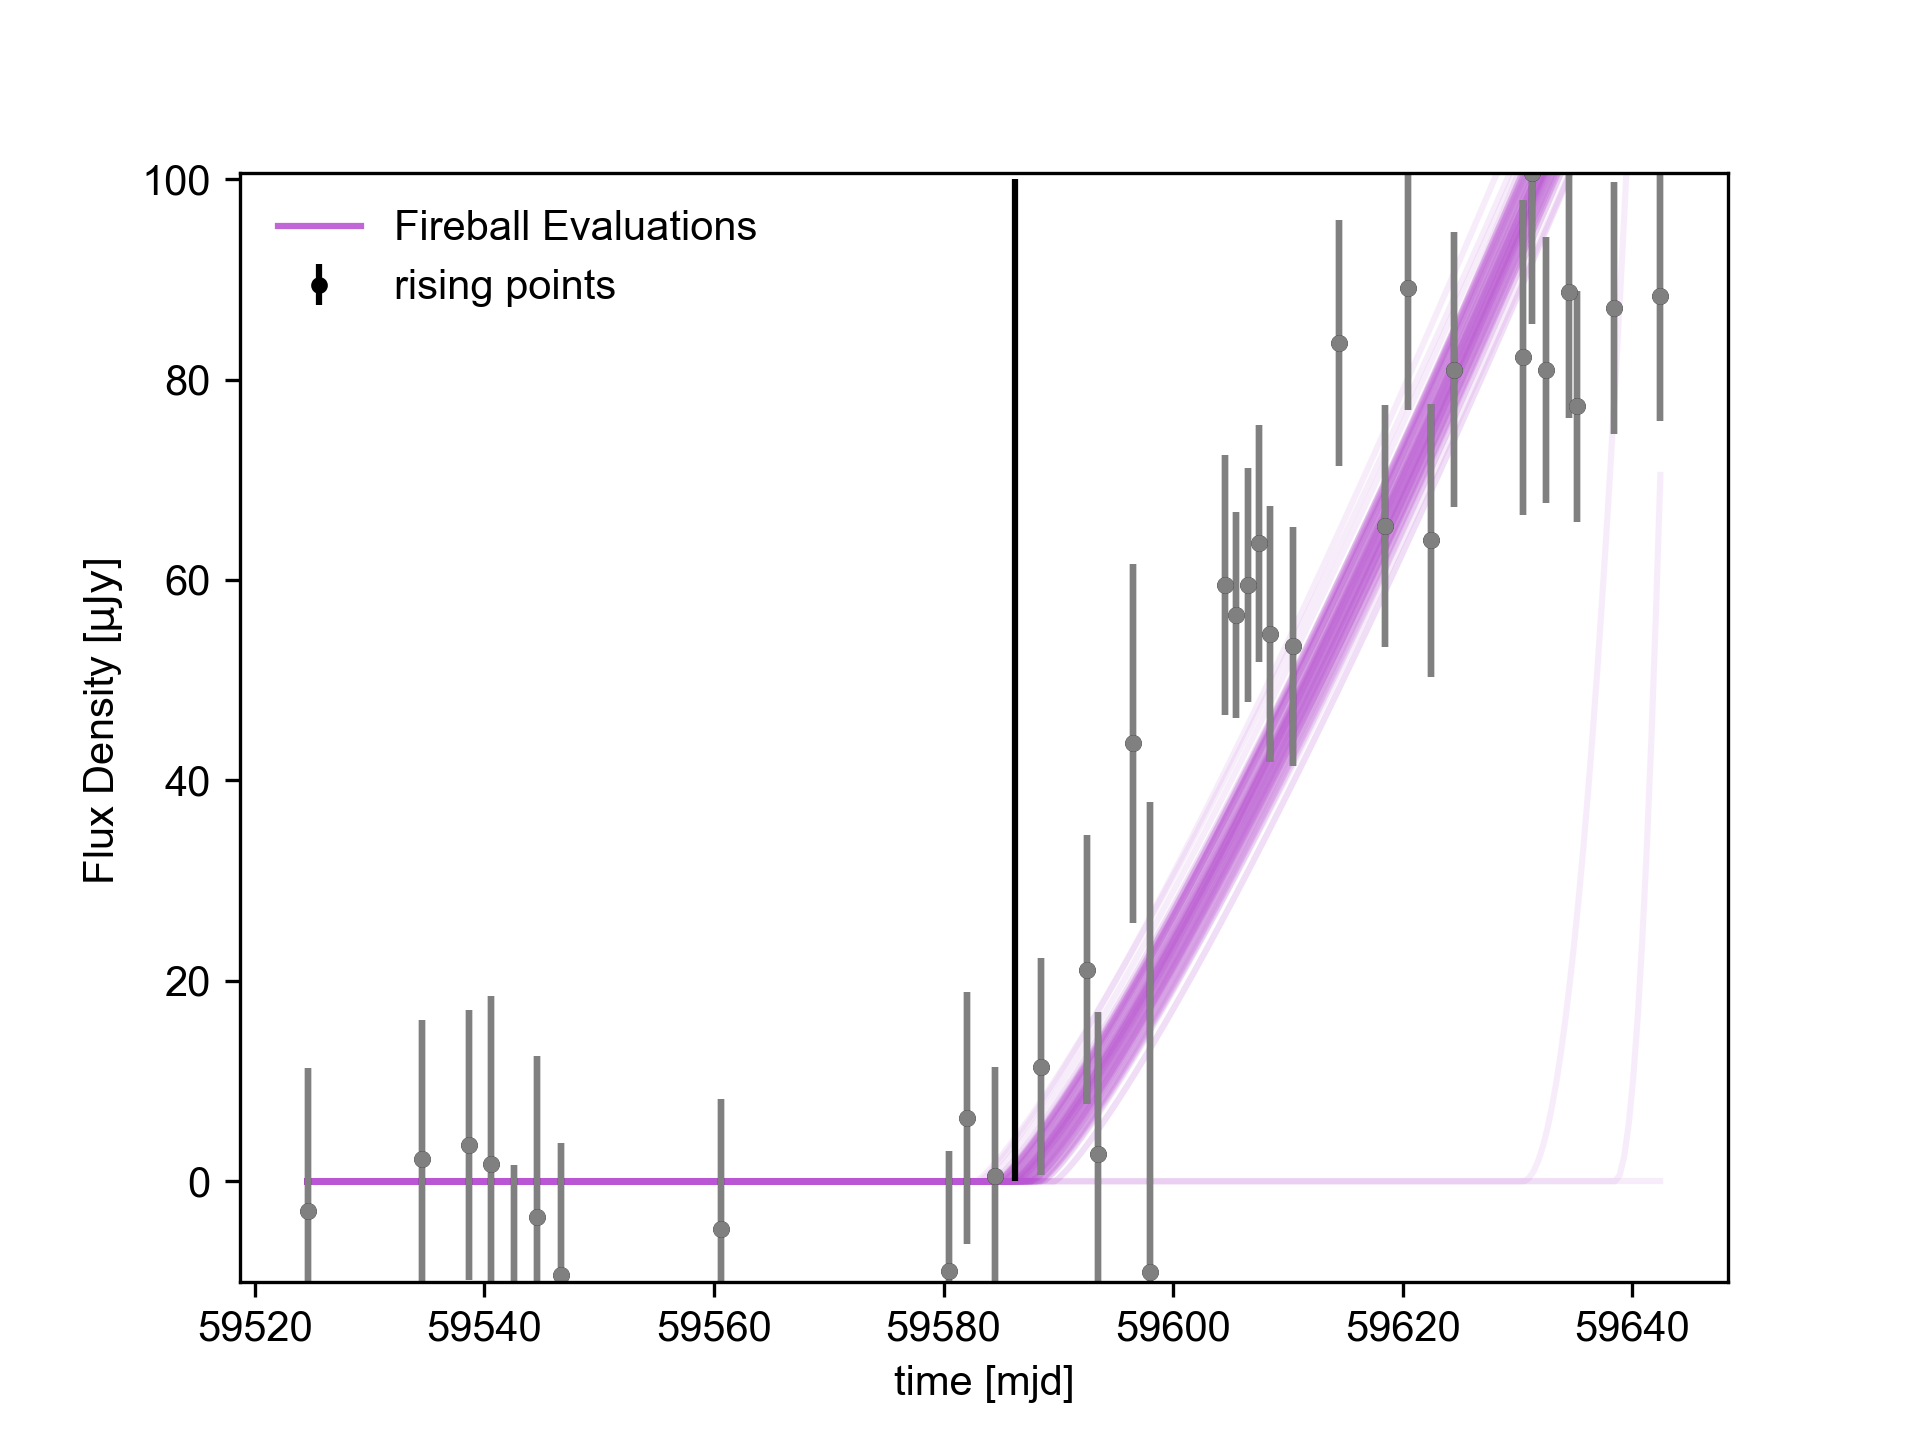 Fireball Evaluations
rising points
100
80
60
40
20
0
Flux Density [µJy]
59520 59540 59560 59580 59600 59620 59640
time [mjd]